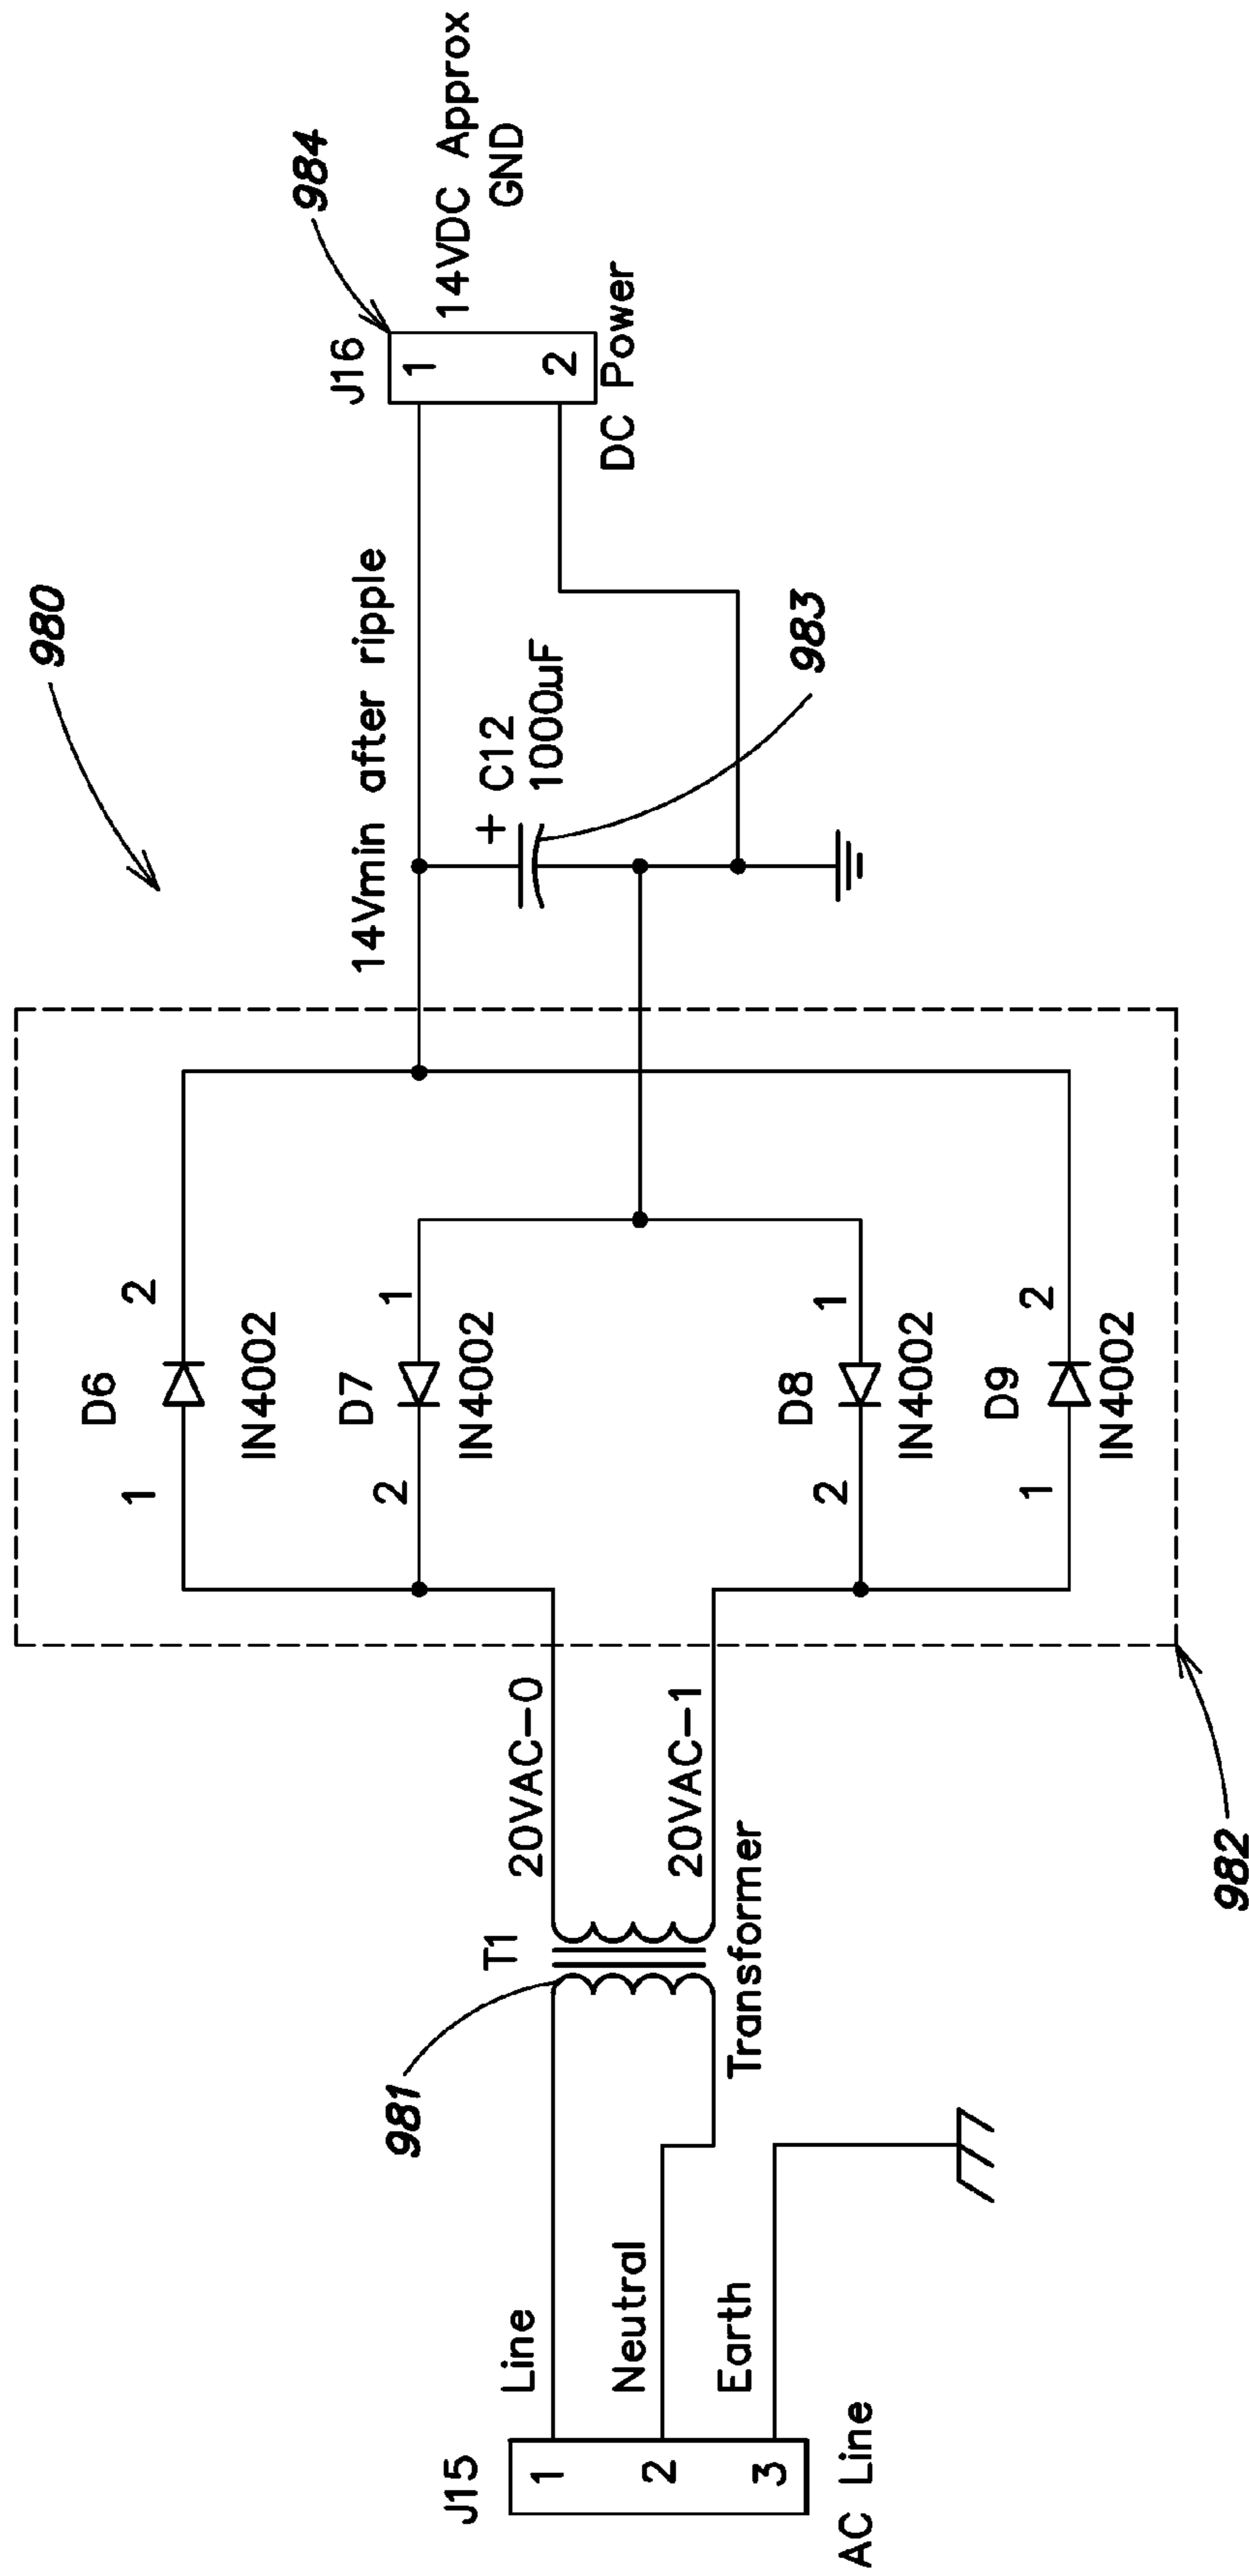 980
984
J16
1
2
14VDC Approx
GND
DC Power
14Vmin after ripple
+
C12
1000uF
983
D6
1
2
IN4002
D7
2
1
IN4002
D8
2
1
IN4002
D9
1
2
IN4002
982
20VAC-0
20VAC-1
T1
Transformer
981
J15
1
2
3
Line
Neutral
Earth
AC Line